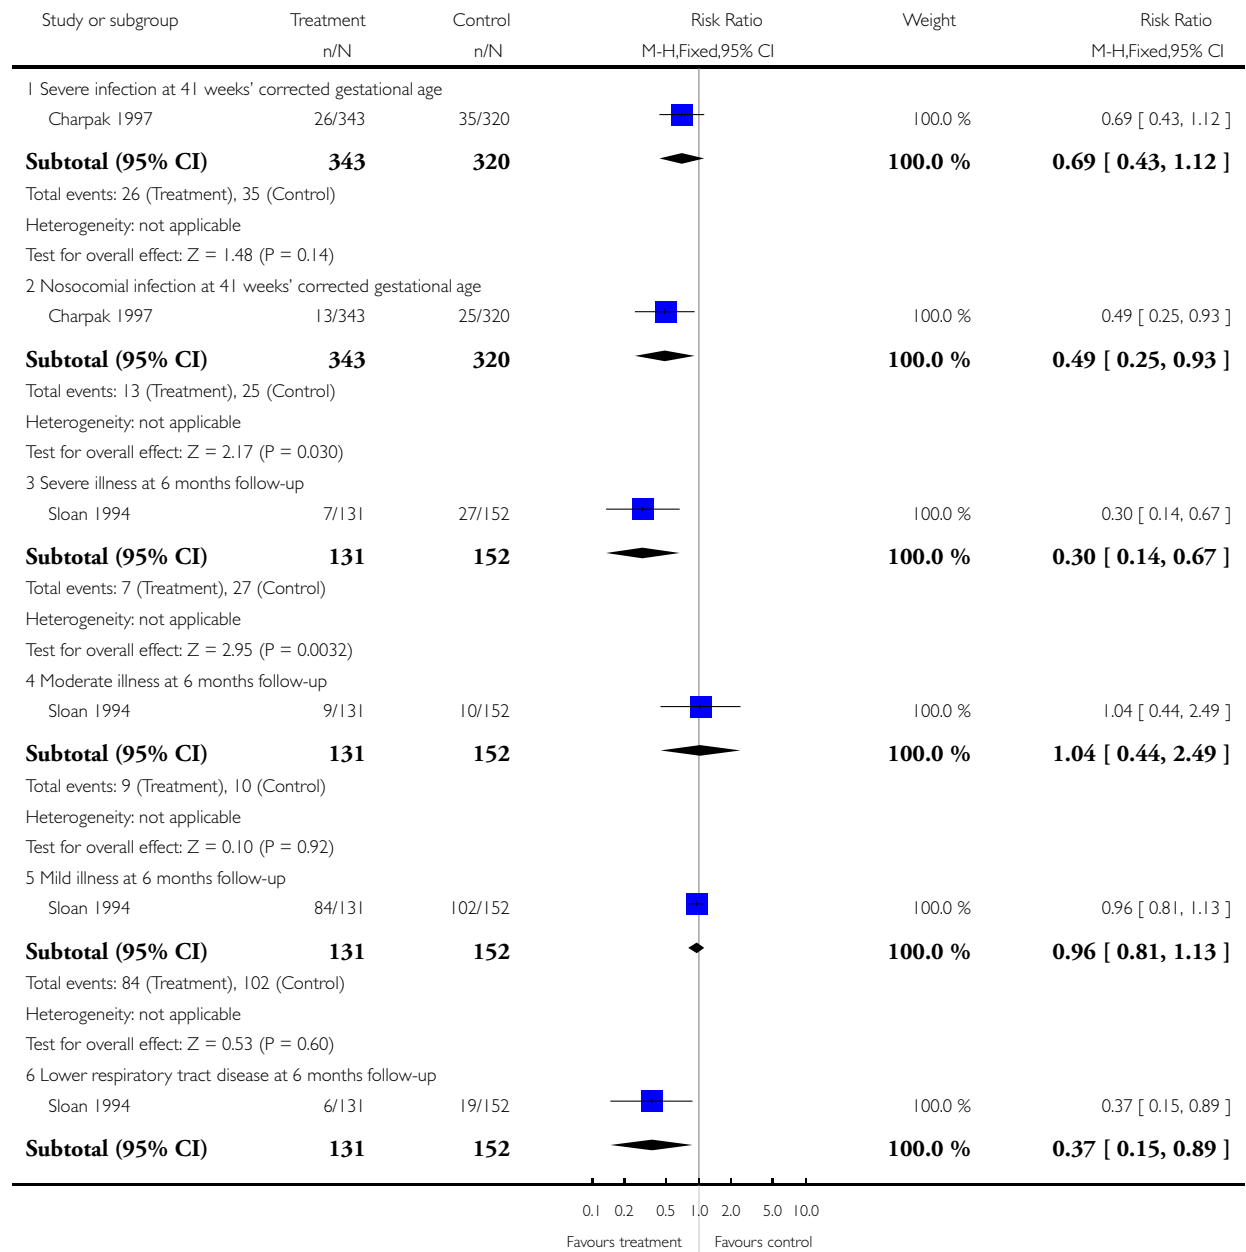 Study or subgroup Treatment Control Risk Ratio Weight Risk Ratio
n/N n/N M-H,Fixed,95% CI M-H,Fixed,95% CI
1 Severe infection at 41 weeks’ corrected gestational age
Charpak 1997 26/343 35/320 100.0 % 0.69 [ 0.43, 1.12 ]
Subtotal (95% CI) 343 320 100.0 % 0.69 [ 0.43, 1.12 ]
Total events: 26 (Treatment), 35 (Control)
Heterogeneity: not applicable
Test for overall effect: Z = 1.48 (P = 0.14)
2 Nosocomial infection at 41 weeks’ corrected gestational age
Charpak 1997 13/343 25/320 100.0 % 0.49 [ 0.25, 0.93 ]
Subtotal (95% CI) 343 320 100.0 % 0.49 [ 0.25, 0.93 ]
Total events: 13 (Treatment), 25 (Control)
Heterogeneity: not applicable
Test for overall effect: Z = 2.17 (P = 0.030)
3 Severe illness at 6 months follow-up
Sloan 1994 7/131 27/152 100.0 % 0.30 [ 0.14, 0.67 ]
Subtotal (95% CI) 131 152 100.0 % 0.30 [ 0.14, 0.67 ]
Total events: 7 (Treatment), 27 (Control)
Heterogeneity: not applicable
Test for overall effect: Z = 2.95 (P = 0.0032)
4 Moderate illness at 6 months follow-up
Sloan 1994 9/131 10/152 100.0 % 1.04 [ 0.44, 2.49 ]
Subtotal (95% CI) 131 152 100.0 % 1.04 [ 0.44, 2.49 ]
Total events: 9 (Treatment), 10 (Control)
Heterogeneity: not applicable
Test for overall effect: Z = 0.10 (P = 0.92)
5 Mild illness at 6 months follow-up
Sloan 1994 84/131 102/152 100.0 % 0.96 [ 0.81, 1.13 ]
Subtotal (95% CI) 131 152 100.0 % 0.96 [ 0.81, 1.13 ]
Total events: 84 (Treatment), 102 (Control)
Heterogeneity: not applicable
Test for overall effect: Z = 0.53 (P = 0.60)
6 Lower respiratory tract disease at 6 months follow-up
Sloan 1994 6/131 19/152 100.0 % 0.37 [ 0.15, 0.89 ]
Subtotal (95% CI) 131 152 100.0 % 0.37 [ 0.15, 0.89 ]
0.1 0.2 0.5 1.0 2.0 5.0 10.0
Favours treatment Favours control